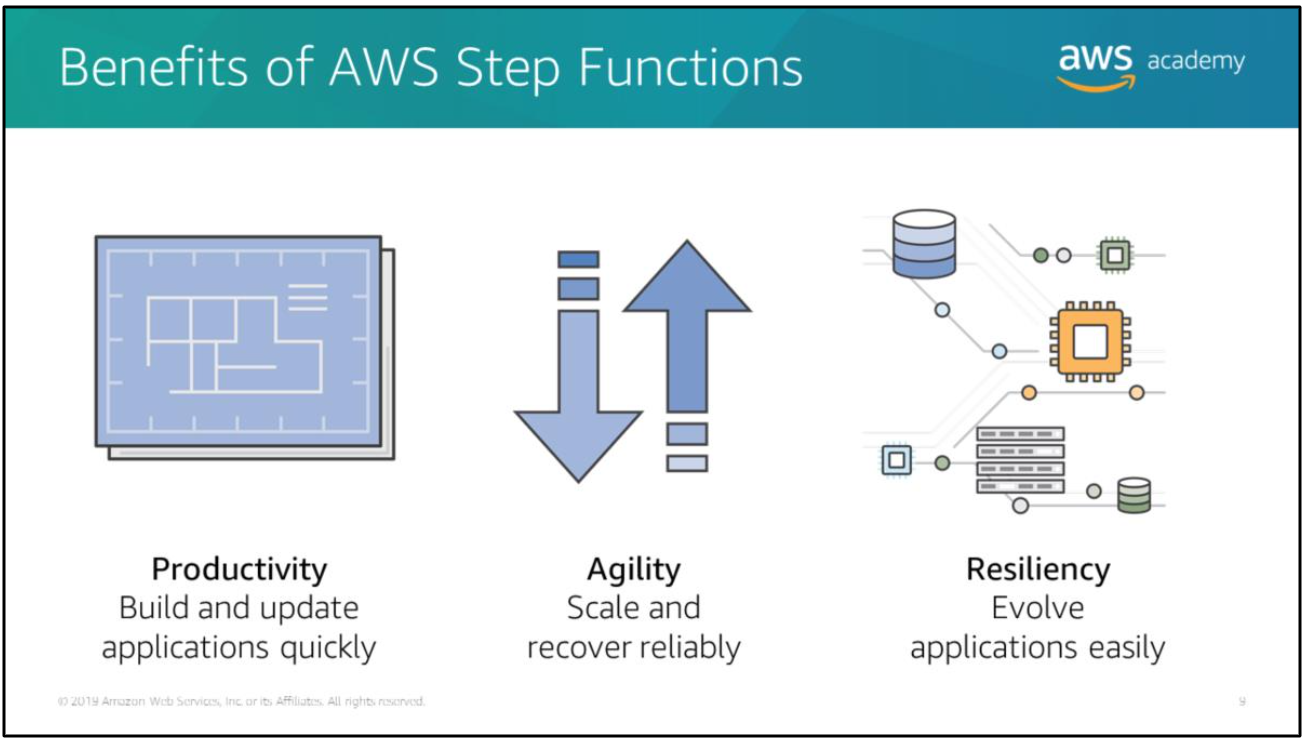 Benefits of AWS Step Functions
aws academy
Productivity
Build and update
applications quickly
Agility
Scale and
recover reliably
Resiliency
Evolve
applications easily
© 2019 Amazon Web Services, Inc. or its Affiliates. All rights reserved.
9